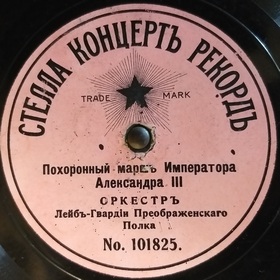 СТЕЛЛА КОНЦЕРТЪ РЕКОРДЪ
TRADE MARK
Похоронный маршъ Императора
Александра III
ОРКЕСТРЪ
Лейбъ-Гвардіи Преображенскаго
Полка
No. 101825.